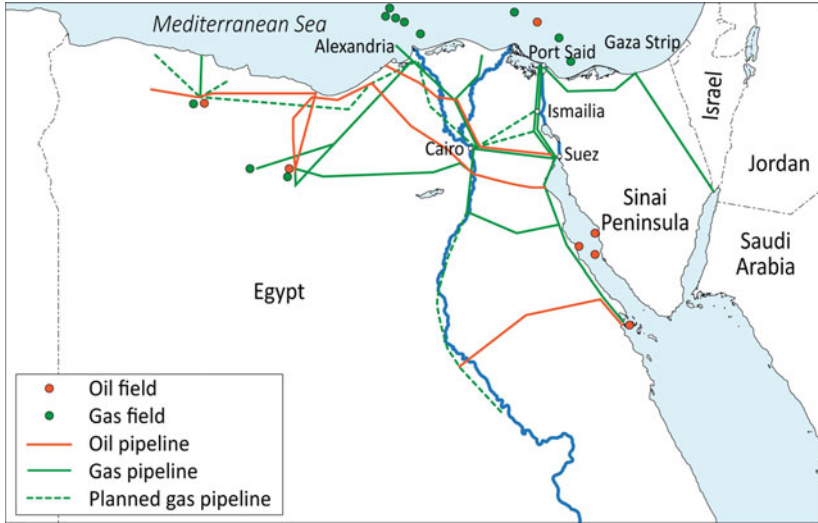 Mediterranean Sea
Alexandria
Port Said
Gaza Strip
Israel
Ismailia
Cairo
Suez
Jordan
Sinai
Peninsula
Saudi
Arabia
Egypt
Oil field
Gas field
Oil pipeline
Gas pipeline
Planned gas pipeline